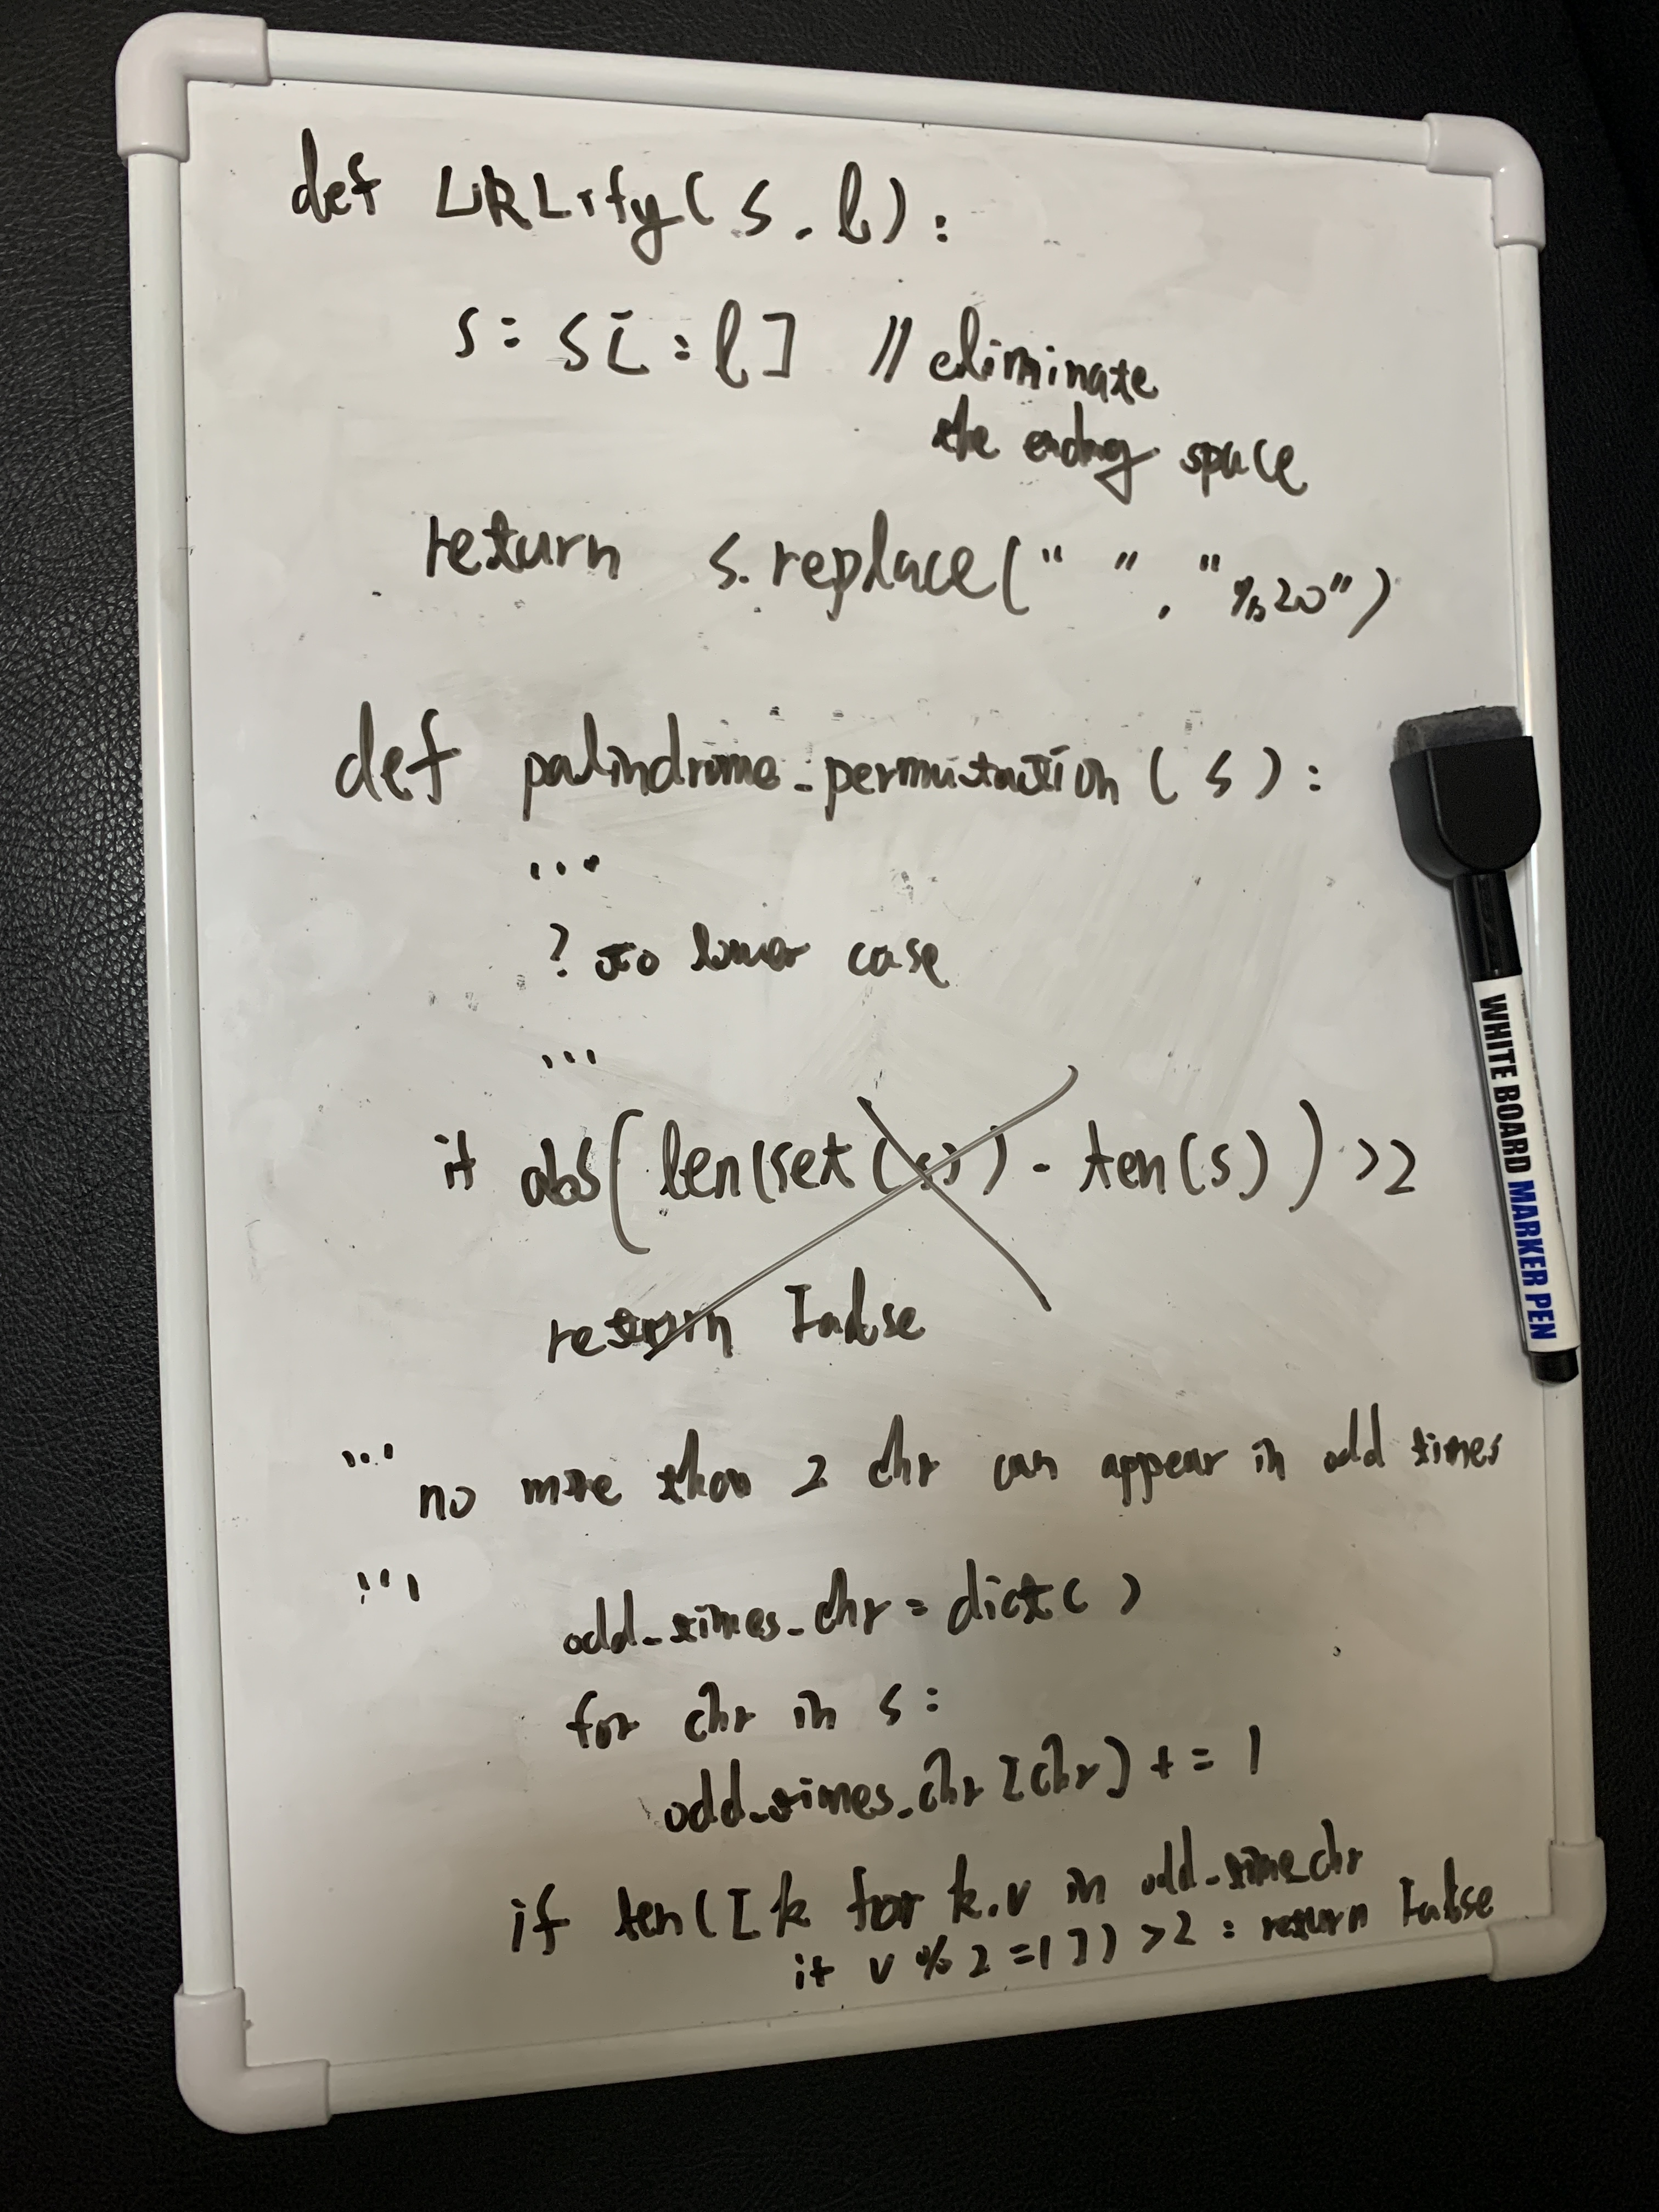 def URLify(s, l):
s = s[:l] // eliminate
the ending space
return s.replace(" ", "%20")
def palindrome_permutation(s):
'''
? to lower case
'''
if abs(len(set(s)) - len(s)) >2
return False
''' no more than 2 chr can appear in odd times
'''
odd_times_chr = dict()
for chr in s:
odd_times_chr[chr] += 1
if len([k for k,v in odd_time_chr
if v % 2 =1]) >2 : return False
WHITE BOARD MARKER PEN